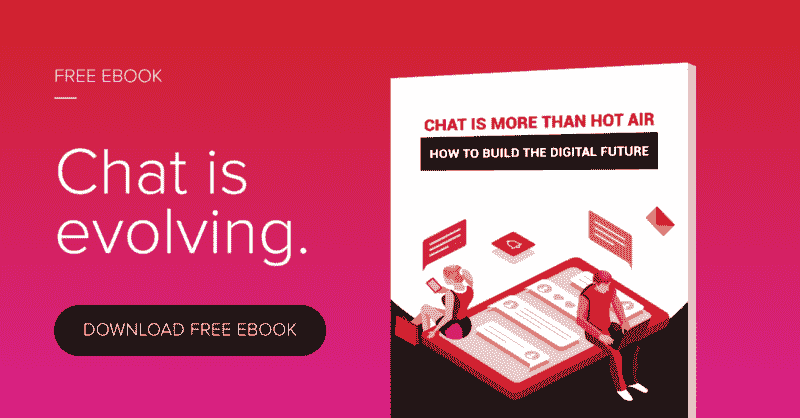 FREE EBOOK
Chat is
evolving.
DOWNLOAD FREE EBOOK
CHAT IS MORE THAN HOT AIR
HOW TO BUILD THE DIGITAL FUTURE